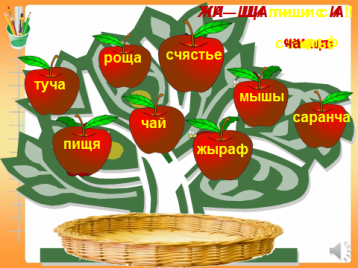 роща
счястье
туча
мышы
чай
саранча
пищя
жыраф